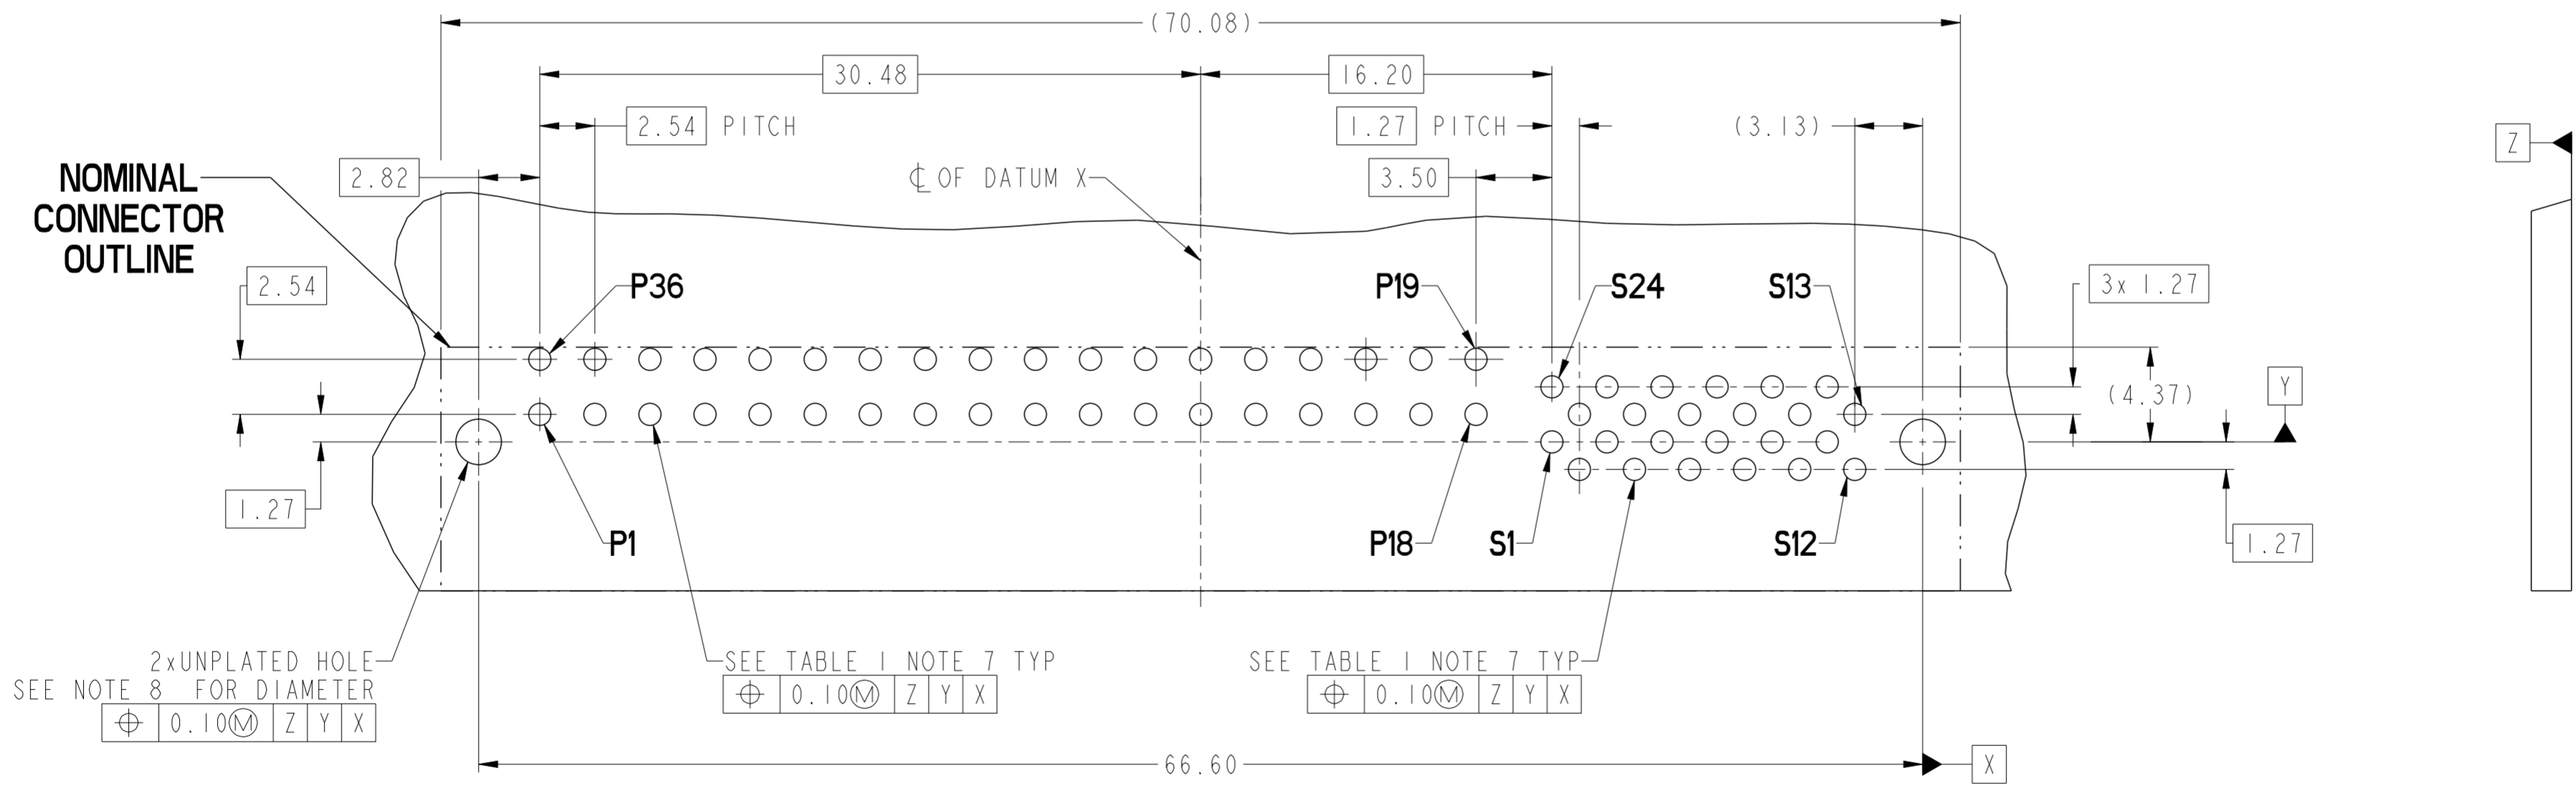 (70.08)
30.48
16.20
2.54 PITCH
1.27 PITCH
(3.13)
Z
2.82
℄ OF DATUM X
3.50
NOMINAL
CONNECTOR
OUTLINE
2.54
P36
P19
S24
S13
3x 1.27
(4.37)
Y
1.27
P1
P18
S1
S12
1.27
2xUNPLATED HOLE
SEE NOTE 8 FOR DIAMETER
⌖ 0.10Ⓜ Z Y X
SEE TABLE 1 NOTE 7 TYP
⌖ 0.10Ⓜ Z Y X
SEE TABLE 1 NOTE 7 TYP
⌖ 0.10Ⓜ Z Y X
66.60
X